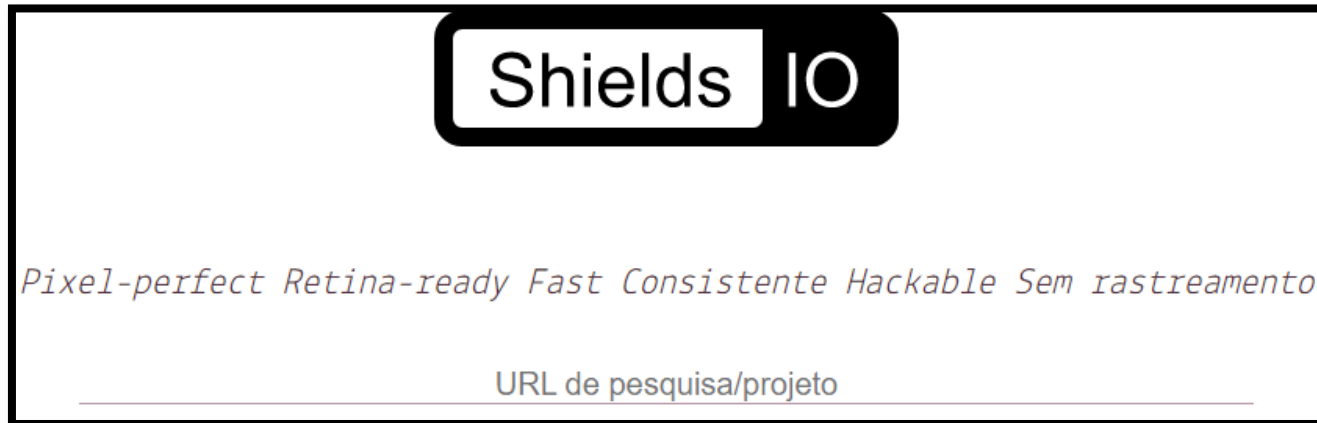 Shields IO
Pixel-perfect Retina-ready Fast Consistente Hackable Sem rastreamento
URL de pesquisa/projeto